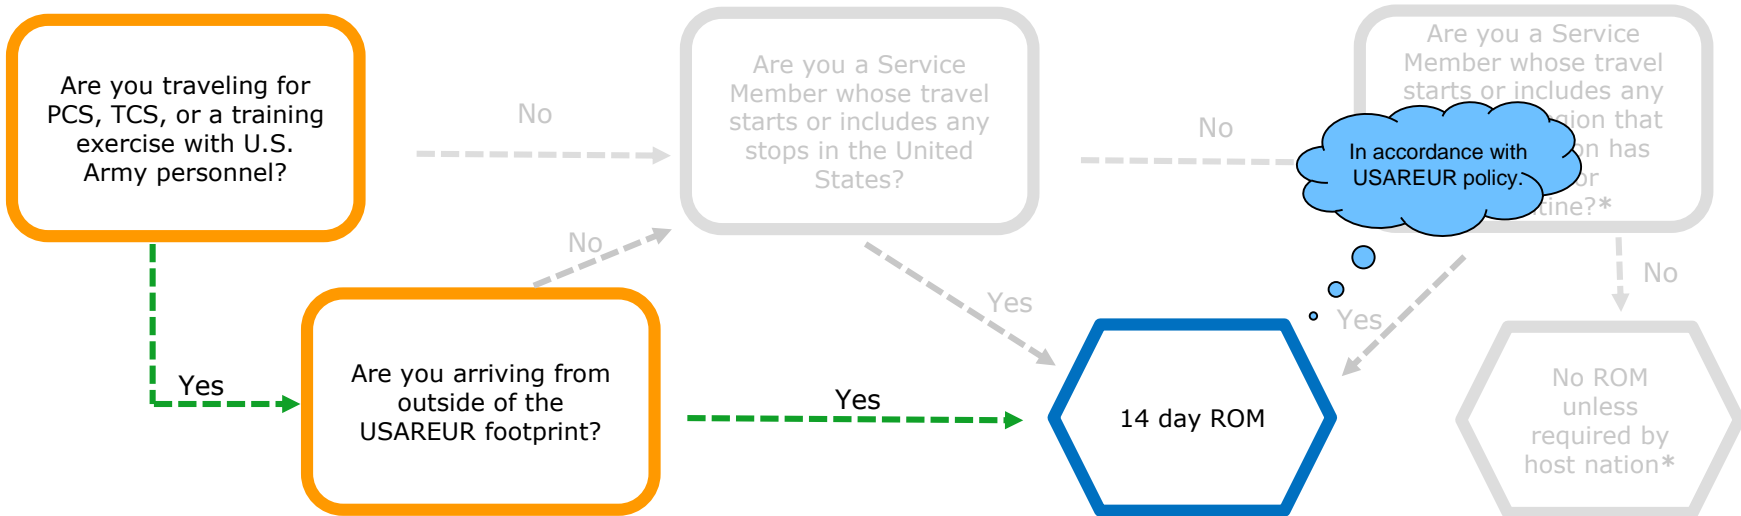 Are you traveling for
PCS, TCS, or a training
exercise with U.S.
Army personnel?
No
Are you a Service
Member whose travel
starts or includes any
stops in the United
States?
No
Are you a Service
Member whose travel
starts or includes any
that
has
or
In accordance with
USAREUR policy.
Yes
Are you arriving from
outside of the
USAREUR footprint?
No
Yes
Yes
14 day ROM
Yes
No
No ROM
unless
required by
host nation*